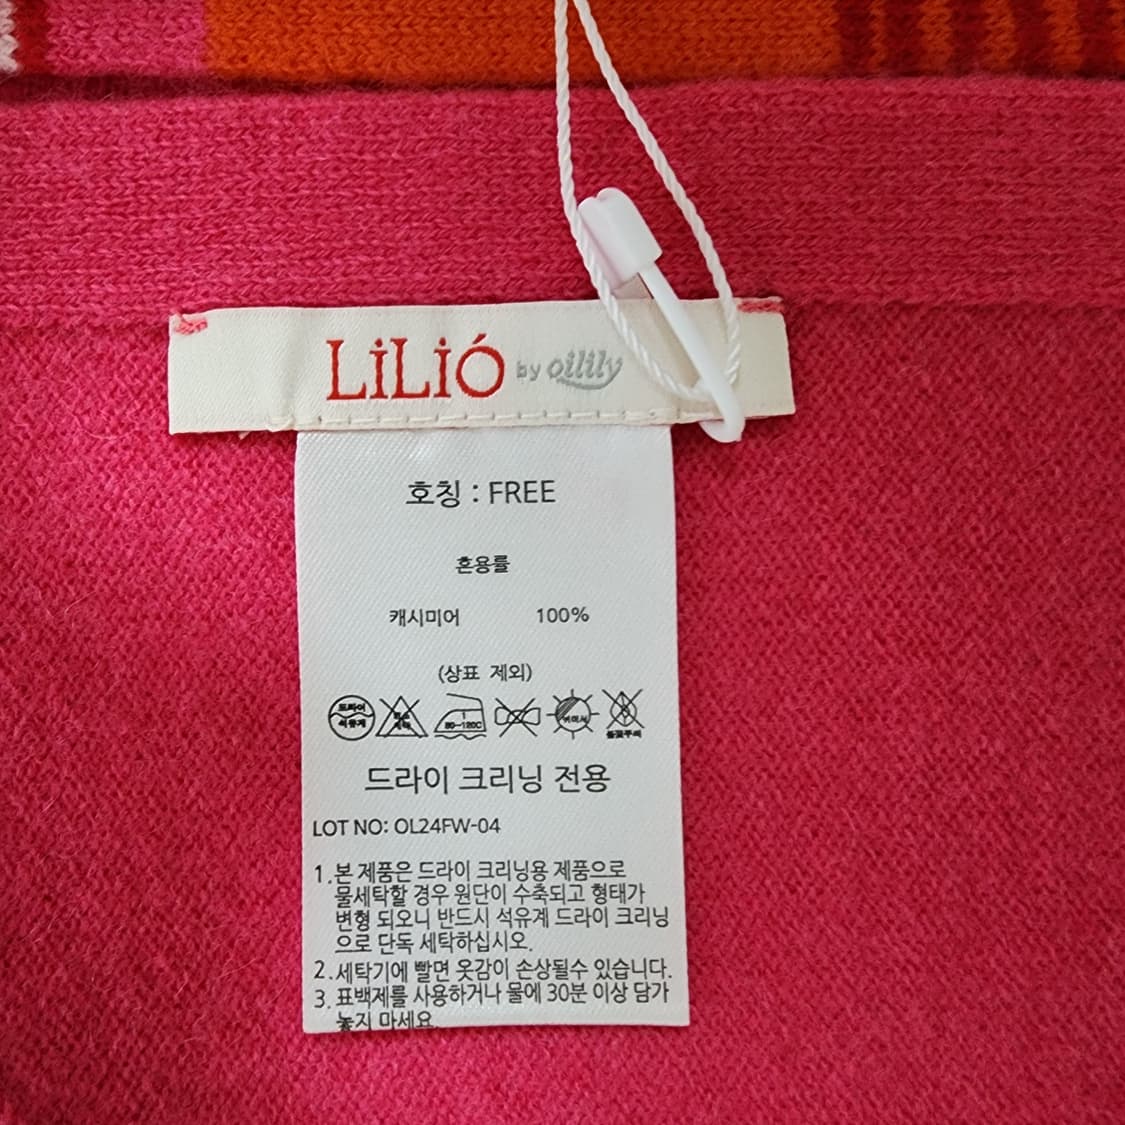 LiLiÓ by oilily
호칭 : FREE
혼용률
캐시미어 100%
(상표 제외)
드라이
석유계
80~120C
드라이 크리닝 전용
LOT NO: OL24FW-04
1.본 제품은 드라이 크리닝용 제품으로
물세탁할 경우 원단이 수축되고 형태가
변형 되오니 반드시 석유계 드라이 크리닝
으로 단독 세탁하십시오.
2.세탁기에 빨면 옷감이 손상될수 있습니다.
3.표백제를 사용하거나 물에 30분 이상 담가
놓지 마세요